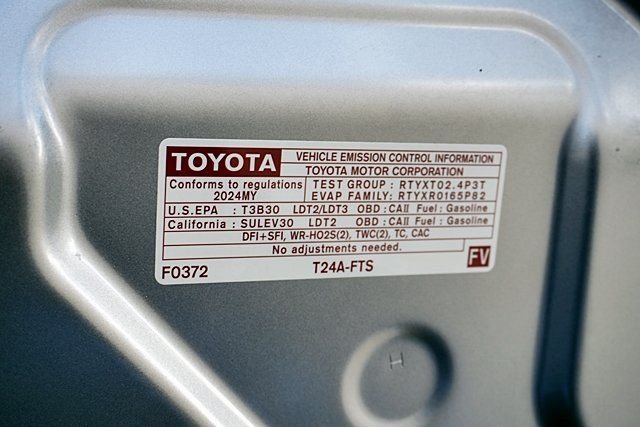 TOYOTA
VEHICLE EMISSION CONTROL INFORMATION
TOYOTA MOTOR CORPORATION
Conforms to regulations
2024MY
TEST GROUP : RTYXT02.4P3T
EVAP FAMILY: RTYXR0165P82
U.S.EPA : T3B30 LDT2/LDT3 OBD : CAII Fuel : Gasoline
California : SULEV30 LDT2 OBD : CAII Fuel : Gasoline
DFI+SFI, WR-HO2S(2), TWC(2), TC, CAC
No adjustments needed.
F0372 T24A-FTS FV
H